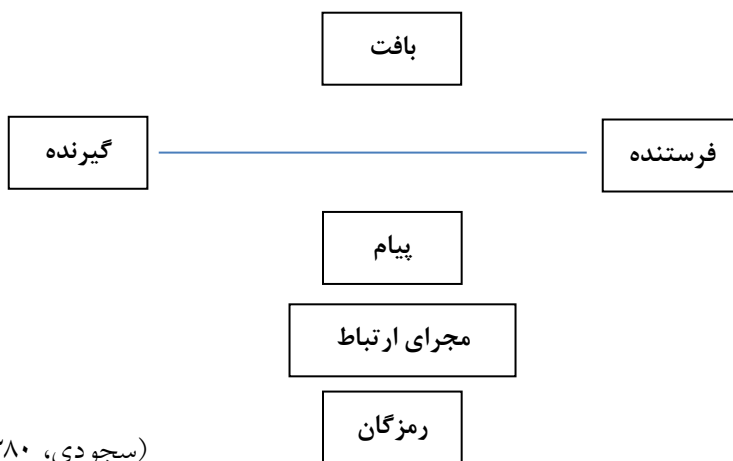 بافت
فرستنده
گیرنده
پیام
مجرای ارتباط
رمزگان
(سجودی،